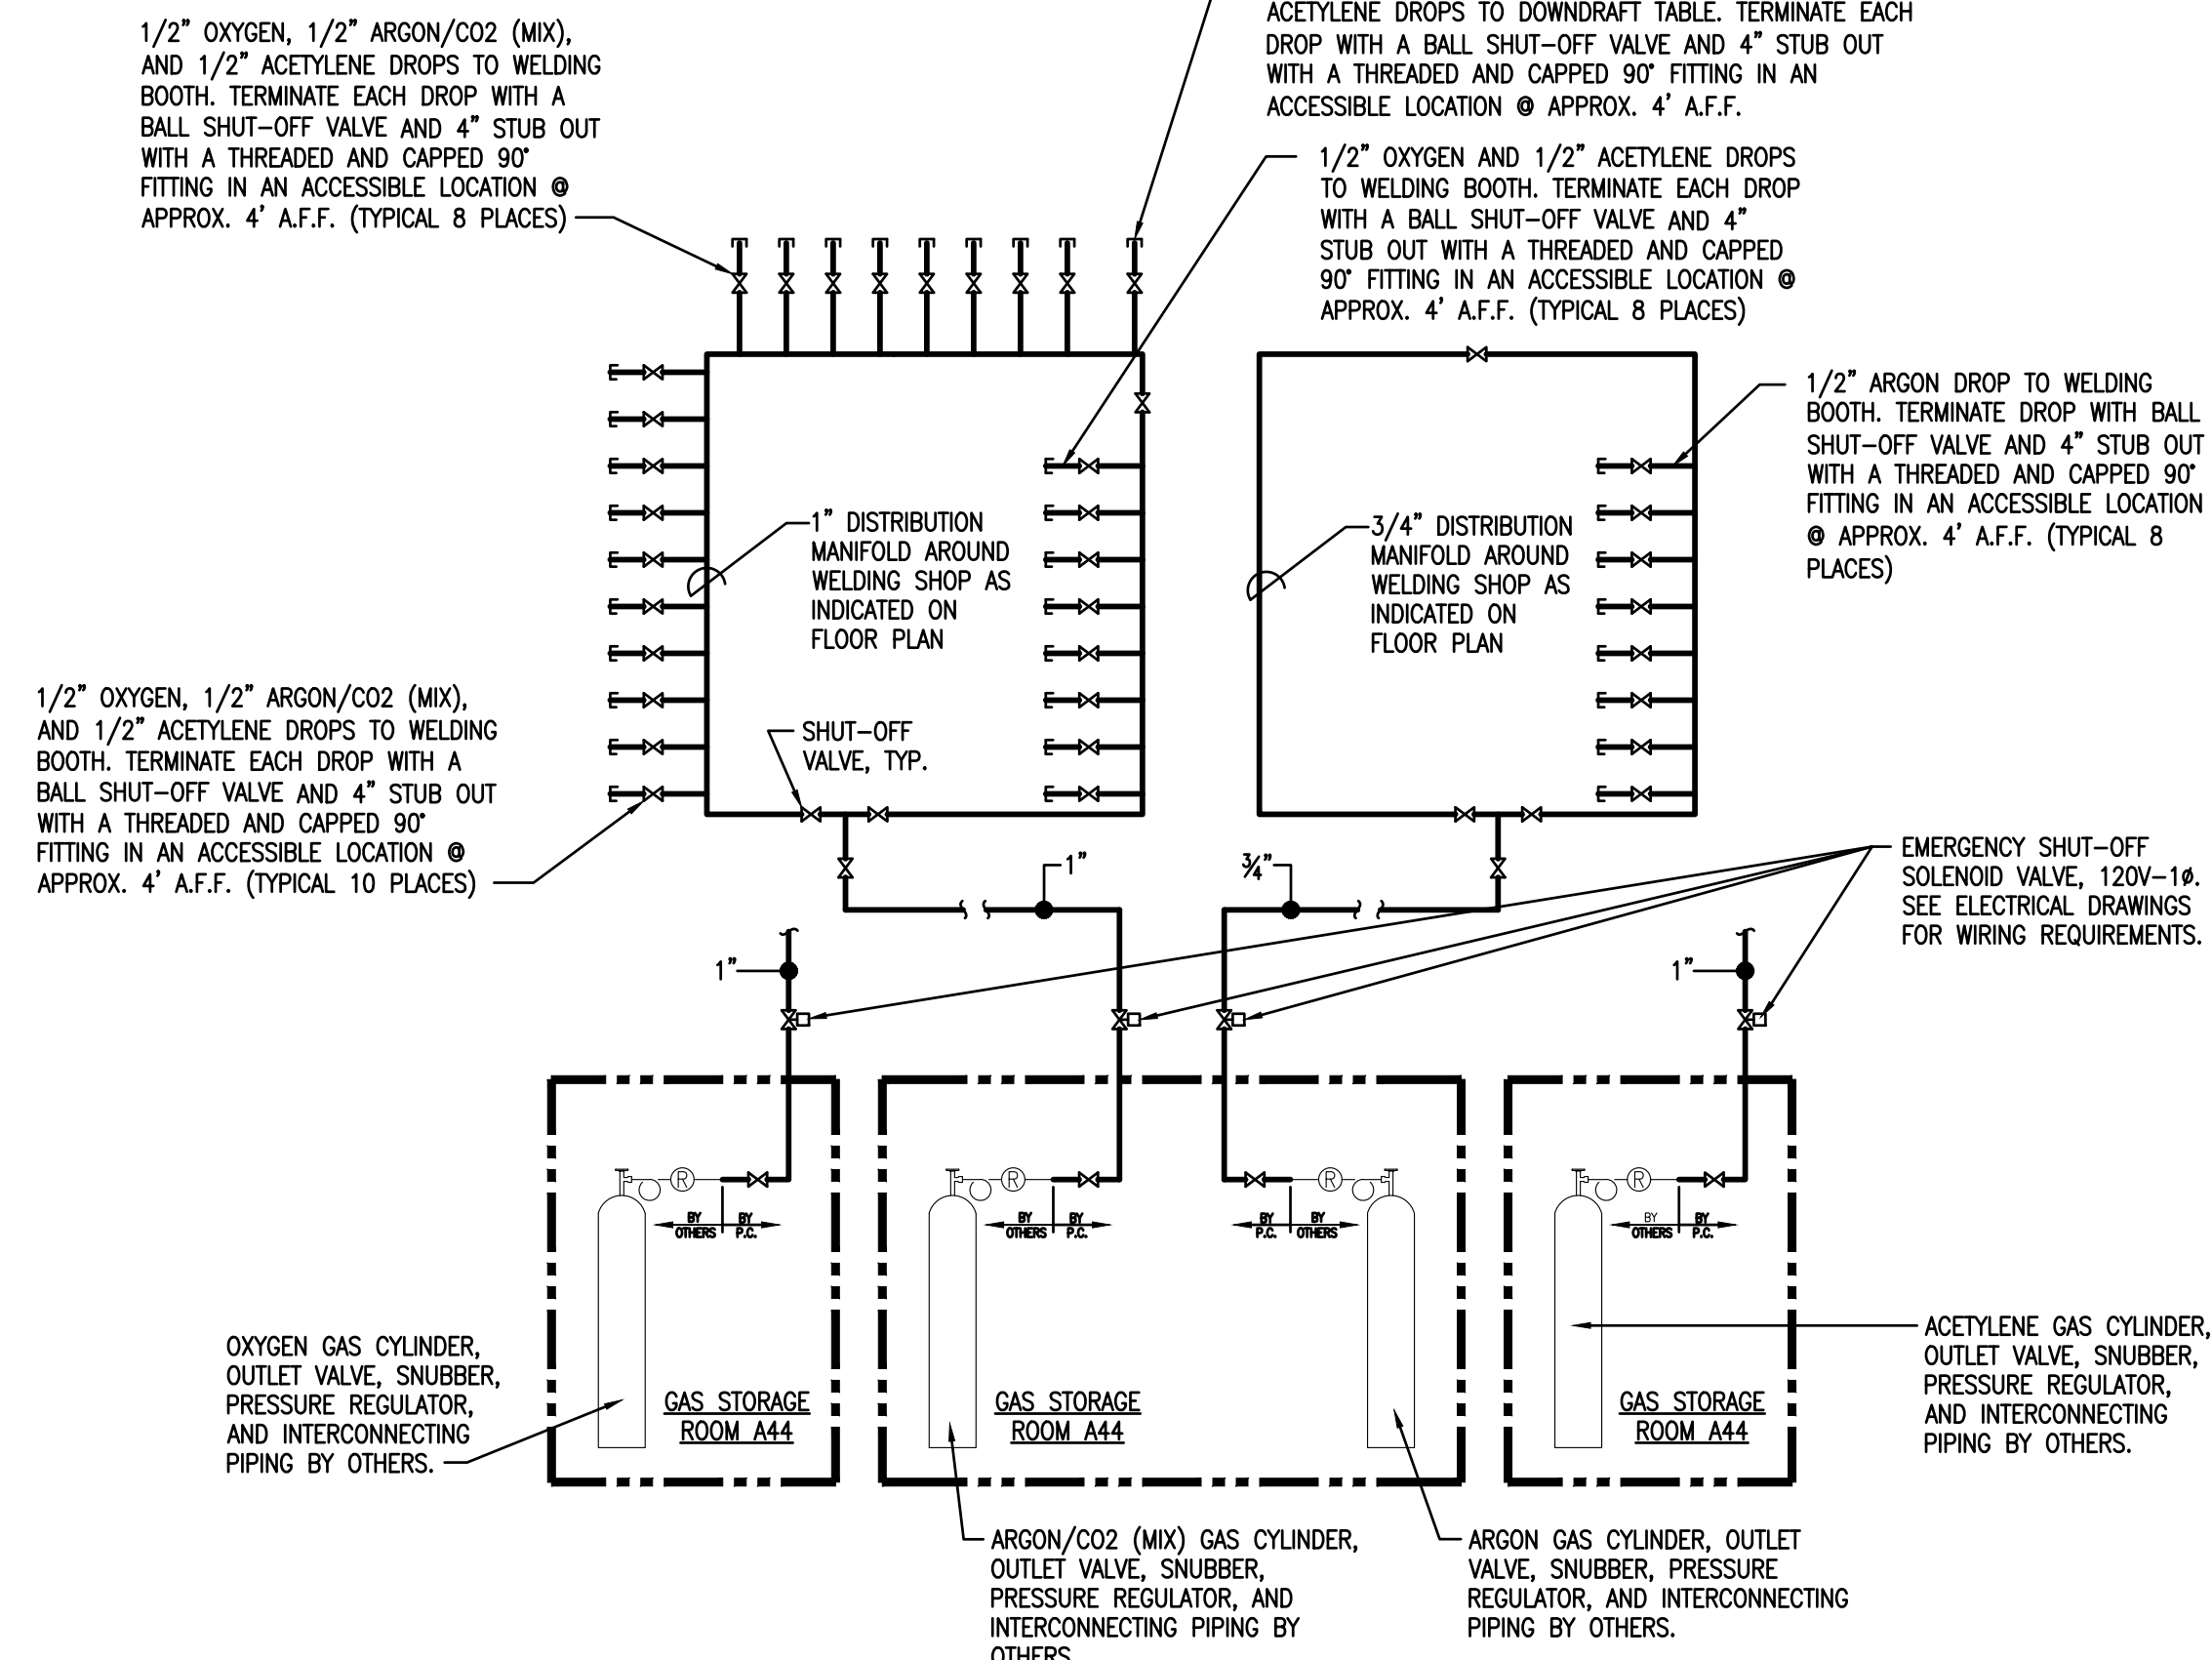 1/2" OXYGEN, 1/2" ARGON/CO2 (MIX),
AND 1/2" ACETYLENE DROPS TO WELDING
BOOTH. TERMINATE EACH DROP WITH A
BALL SHUT-OFF VALVE AND 4" STUB OUT
WITH A THREADED AND CAPPED 90°
FITTING IN AN ACCESSIBLE LOCATION @
APPROX. 4' A.F.F. (TYPICAL 8 PLACES)
ACETYLENE DROPS TO DOWNDRAFT TABLE. TERMINATE EACH
DROP WITH A BALL SHUT-OFF VALVE AND 4" STUB OUT
WITH A THREADED AND CAPPED 90° FITTING IN AN
ACCESSIBLE LOCATION @ APPROX. 4' A.F.F.
1/2" OXYGEN AND 1/2" ACETYLENE DROPS
TO WELDING BOOTH. TERMINATE EACH DROP
WITH A BALL SHUT-OFF VALVE AND 4"
STUB OUT WITH A THREADED AND CAPPED
90° FITTING IN AN ACCESSIBLE LOCATION @
APPROX. 4' A.F.F. (TYPICAL 8 PLACES)
1/2" ARGON DROP TO WELDING
BOOTH. TERMINATE DROP WITH BALL
SHUT-OFF VALVE AND 4" STUB OUT
WITH A THREADED AND CAPPED 90°
FITTING IN AN ACCESSIBLE LOCATION
@ APPROX. 4' A.F.F. (TYPICAL 8
PLACES)
1" DISTRIBUTION
MANIFOLD AROUND
WELDING SHOP AS
INDICATED ON
FLOOR PLAN
3/4" DISTRIBUTION
MANIFOLD AROUND
WELDING SHOP AS
INDICATED ON
FLOOR PLAN
SHUT-OFF
VALVE, TYP.
1/2" OXYGEN, 1/2" ARGON/CO2 (MIX),
AND 1/2" ACETYLENE DROPS TO WELDING
BOOTH. TERMINATE EACH DROP WITH A
BALL SHUT-OFF VALVE AND 4" STUB OUT
WITH A THREADED AND CAPPED 90°
FITTING IN AN ACCESSIBLE LOCATION @
APPROX. 4' A.F.F. (TYPICAL 10 PLACES)
1"
3/4"
EMERGENCY SHUT-OFF
SOLENOID VALVE, 120V-1ø.
SEE ELECTRICAL DRAWINGS
FOR WIRING REQUIREMENTS.
1"
1"
R
BY
OTHERS
BY
P.C.
R
BY
OTHERS
BY
P.C.
R
BY
P.C.
BY
OTHERS
R
BY
OTHERS
BY
P.C.
OXYGEN GAS CYLINDER,
OUTLET VALVE, SNUBBER,
PRESSURE REGULATOR,
AND INTERCONNECTING
PIPING BY OTHERS.
GAS STORAGE
ROOM A44
GAS STORAGE
ROOM A44
GAS STORAGE
ROOM A44
ACETYLENE GAS CYLINDER,
OUTLET VALVE, SNUBBER,
PRESSURE REGULATOR,
AND INTERCONNECTING
PIPING BY OTHERS.
ARGON/CO2 (MIX) GAS CYLINDER,
OUTLET VALVE, SNUBBER,
PRESSURE REGULATOR, AND
INTERCONNECTING PIPING BY
OTHERS
ARGON GAS CYLINDER, OUTLET
VALVE, SNUBBER, PRESSURE
REGULATOR, AND INTERCONNECTING
PIPING BY OTHERS.